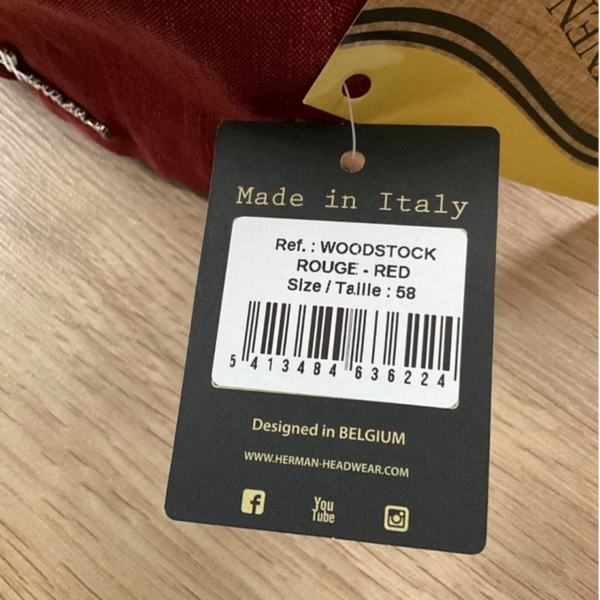 Made in Italy
Ref. : WOODSTOCK
ROUGE - RED
Size / Taille : 58
5 413484 636224
Designed in BELGIUM
WWW.HERMAN-HEADWEAR.COM
You
Tube